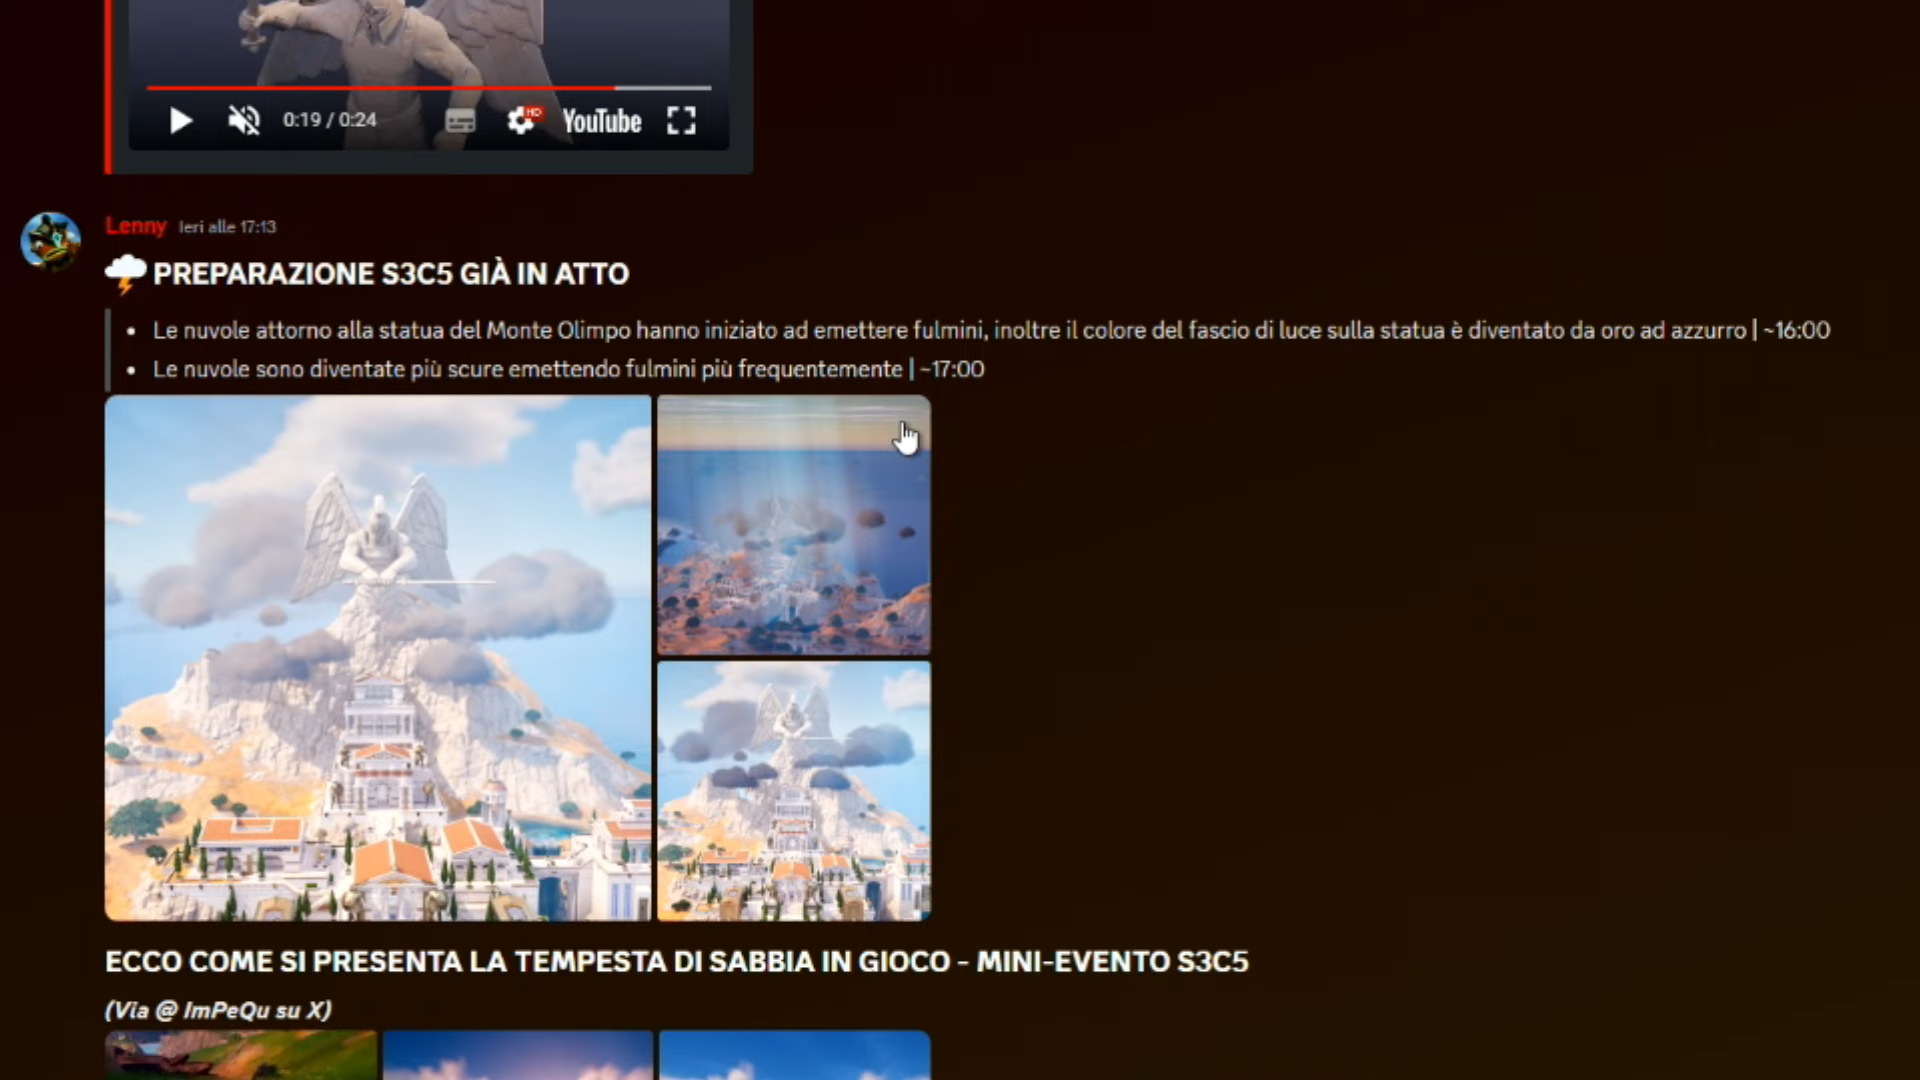 0:19 / 0:24 HD YouTube
Lenny Ieri alle 17:13
PREPARAZIONE S3C5 GIÀ IN ATTO
• Le nuvole attorno alla statua del Monte Olimpo hanno iniziato ad emettere fulmini, inoltre il colore del fascio di luce sulla statua è diventato da oro ad azzurro | ~16:00
• Le nuvole sono diventate più scure emettendo fulmini più frequentemente | ~17:00
ECCO COME SI PRESENTA LA TEMPESTA DI SABBIA IN GIOCO - MINI-EVENTO S3C5
(Via @ ImPeQu su X)